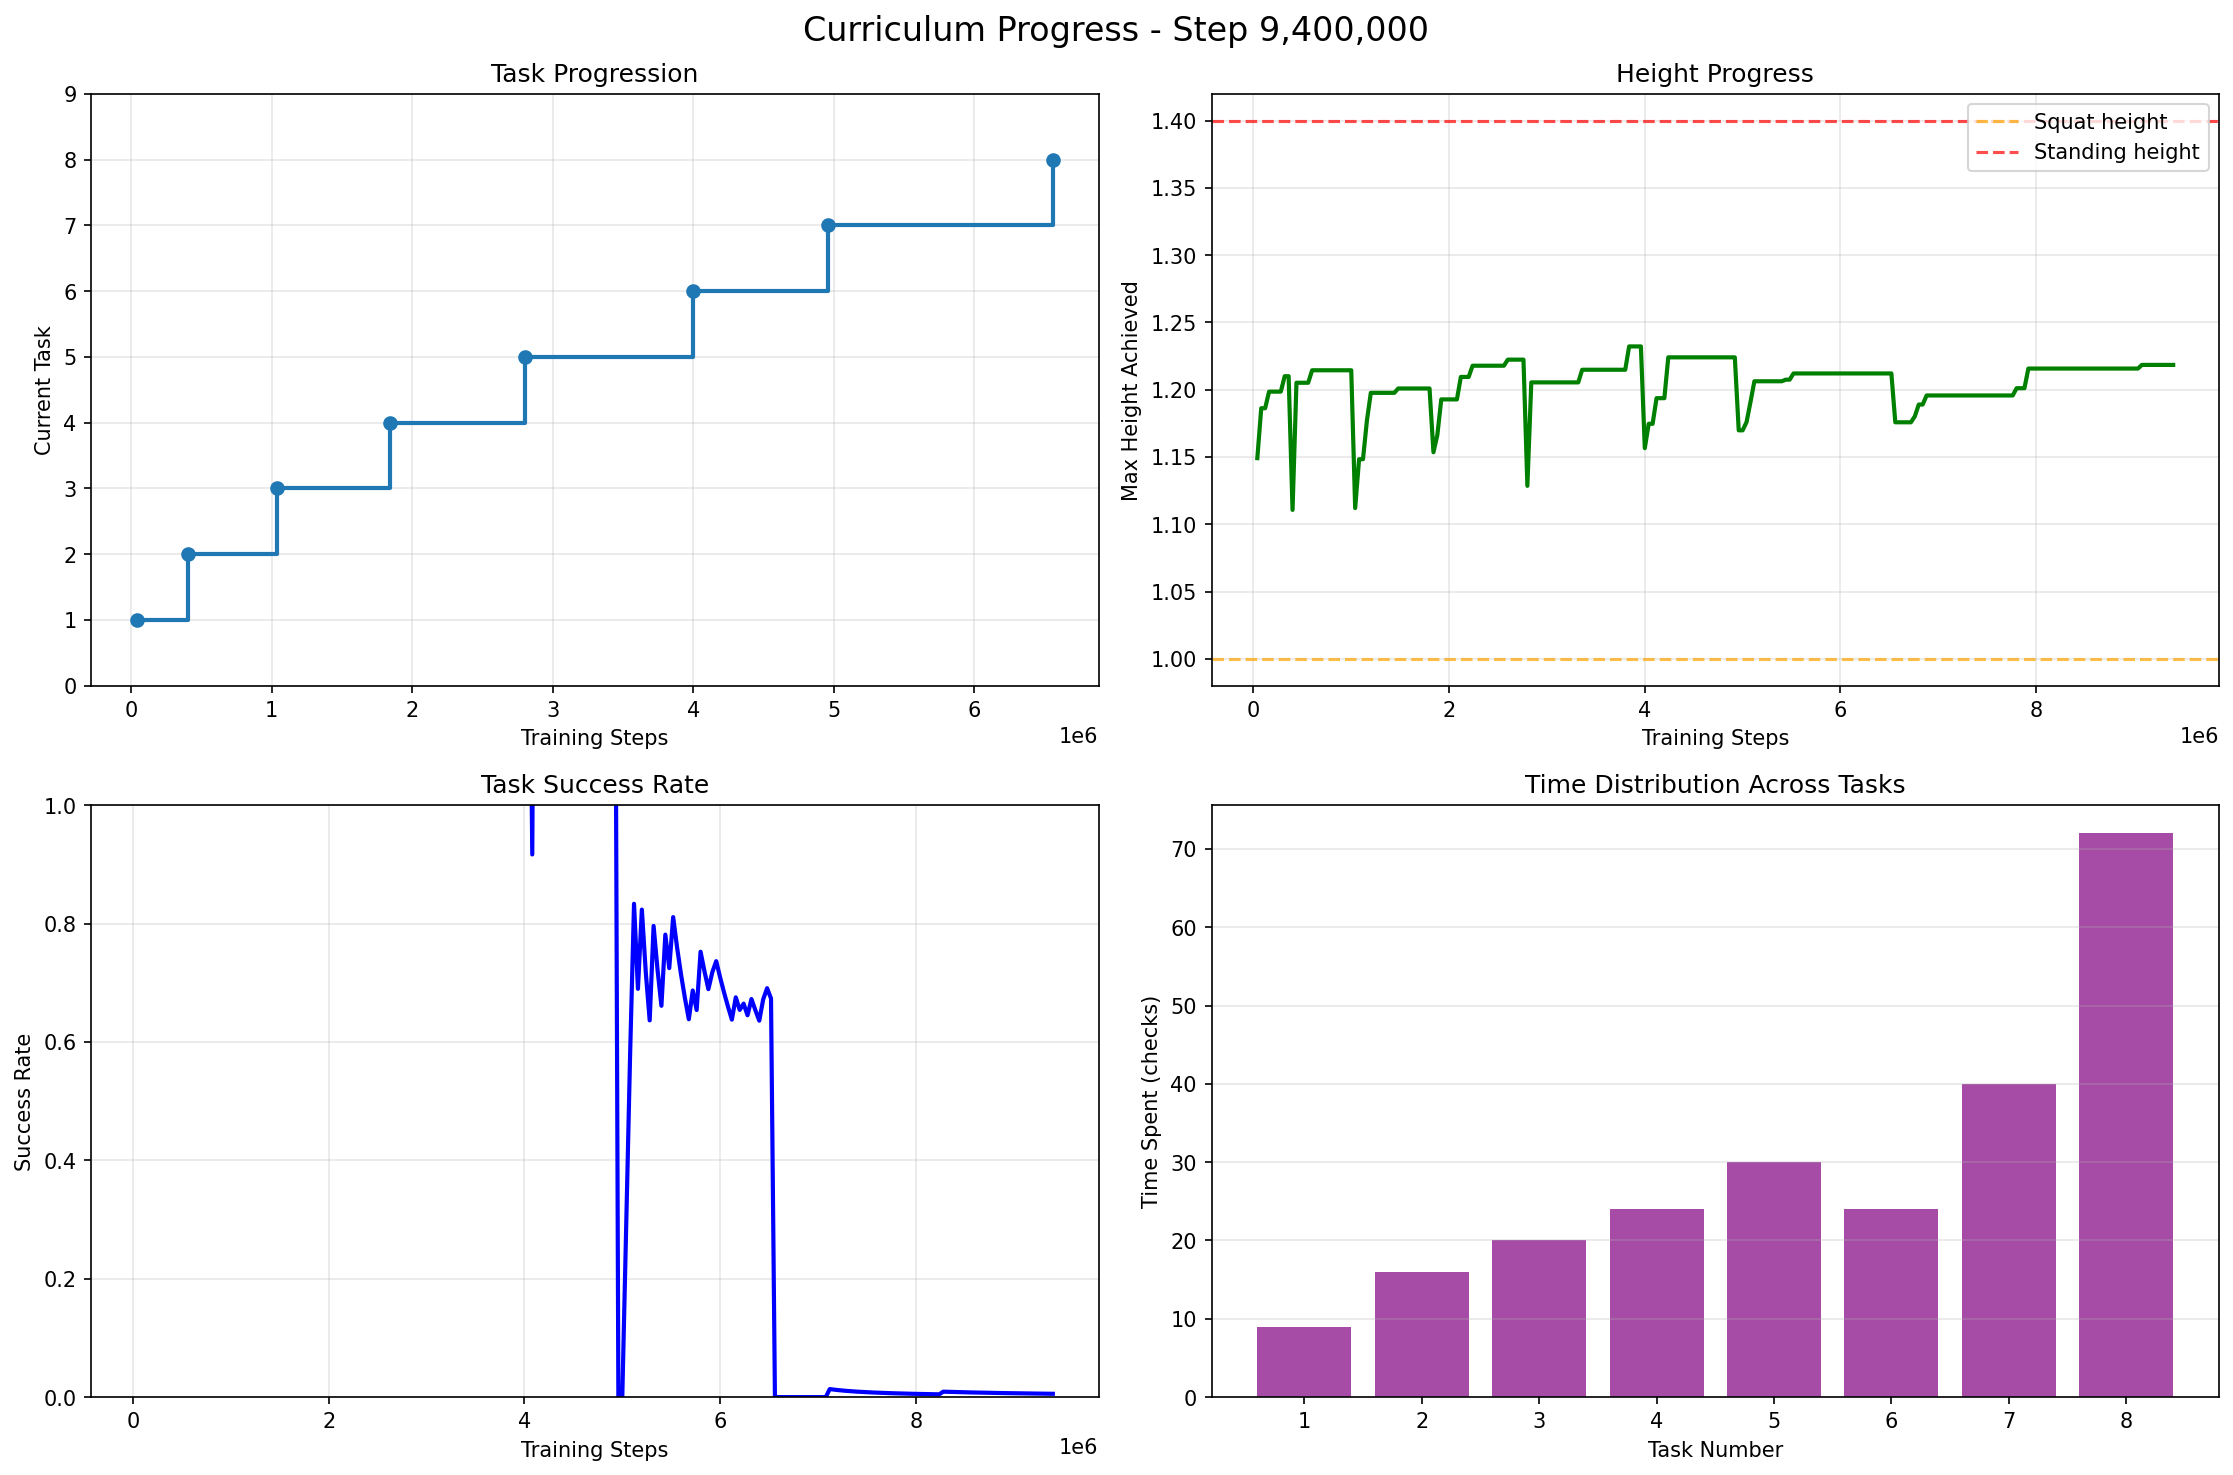 Curriculum Progress - Step 9,400,000
Task Progression
9
8
7
6
5
4
3
2
1
0
Current Task
0 1 2 3 4 5 6
1e6
Training Steps
Height Progress
1.40
1.35
1.30
1.25
1.20
1.15
1.10
1.05
1.00
Max Height Achieved
Squat height
Standing height
0 2 4 6 8
1e6
Training Steps
Task Success Rate
1.0
0.8
0.6
0.4
0.2
0.0
Success Rate
0 2 4 6 8
1e6
Training Steps
Time Distribution Across Tasks
70
60
50
40
30
20
10
0
Time Spent (checks)
1 2 3 4 5 6 7 8
Task Number